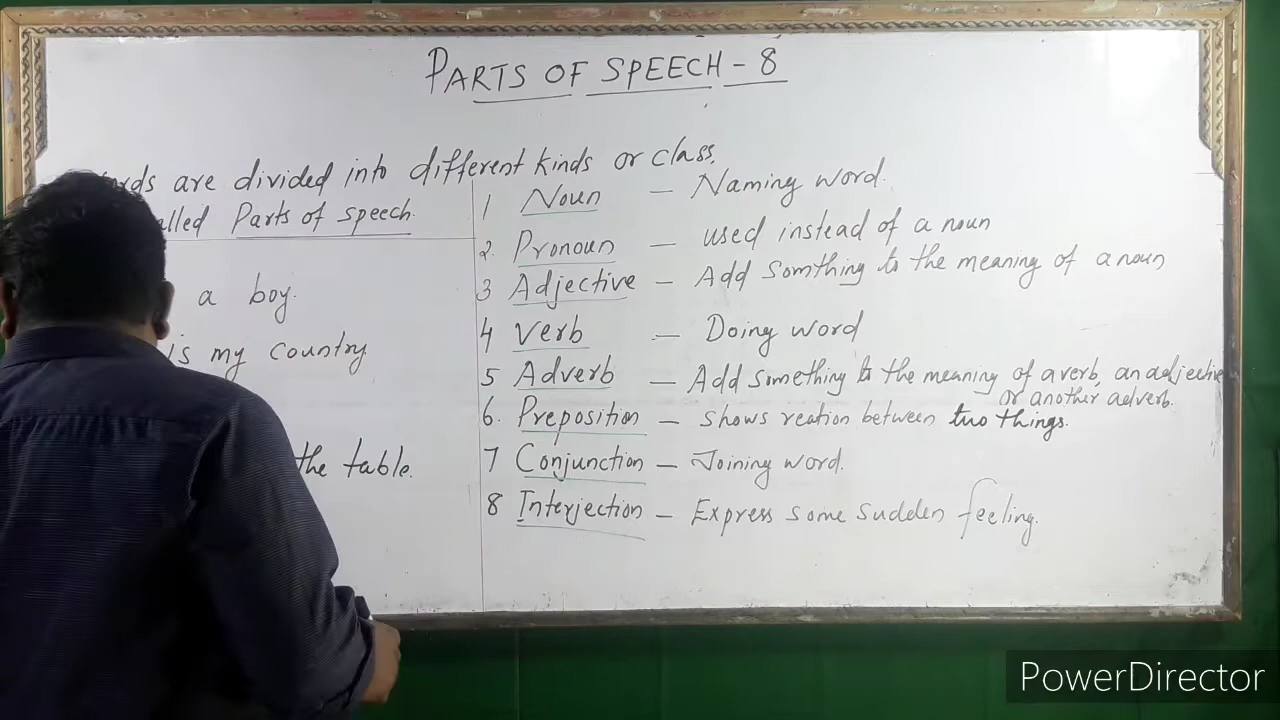 PARTS OF SPEECH - 8
are divided into different kinds or class.
Parts of speech.
a boy.
is my country
the table.
1 Noun — Naming word.
2. Pronoun — used instead of a noun
3 Adjective — Add Somthing to the meaning of a noun
4 Verb — Doing word
5 Adverb — Add something to the meaning of a verb, an adjective
or another adverb.
6. Preposition — shows reation between two things.
7 Conjunction — Joining word.
8 Interjection — Express some sudden feeling.
PowerDirector